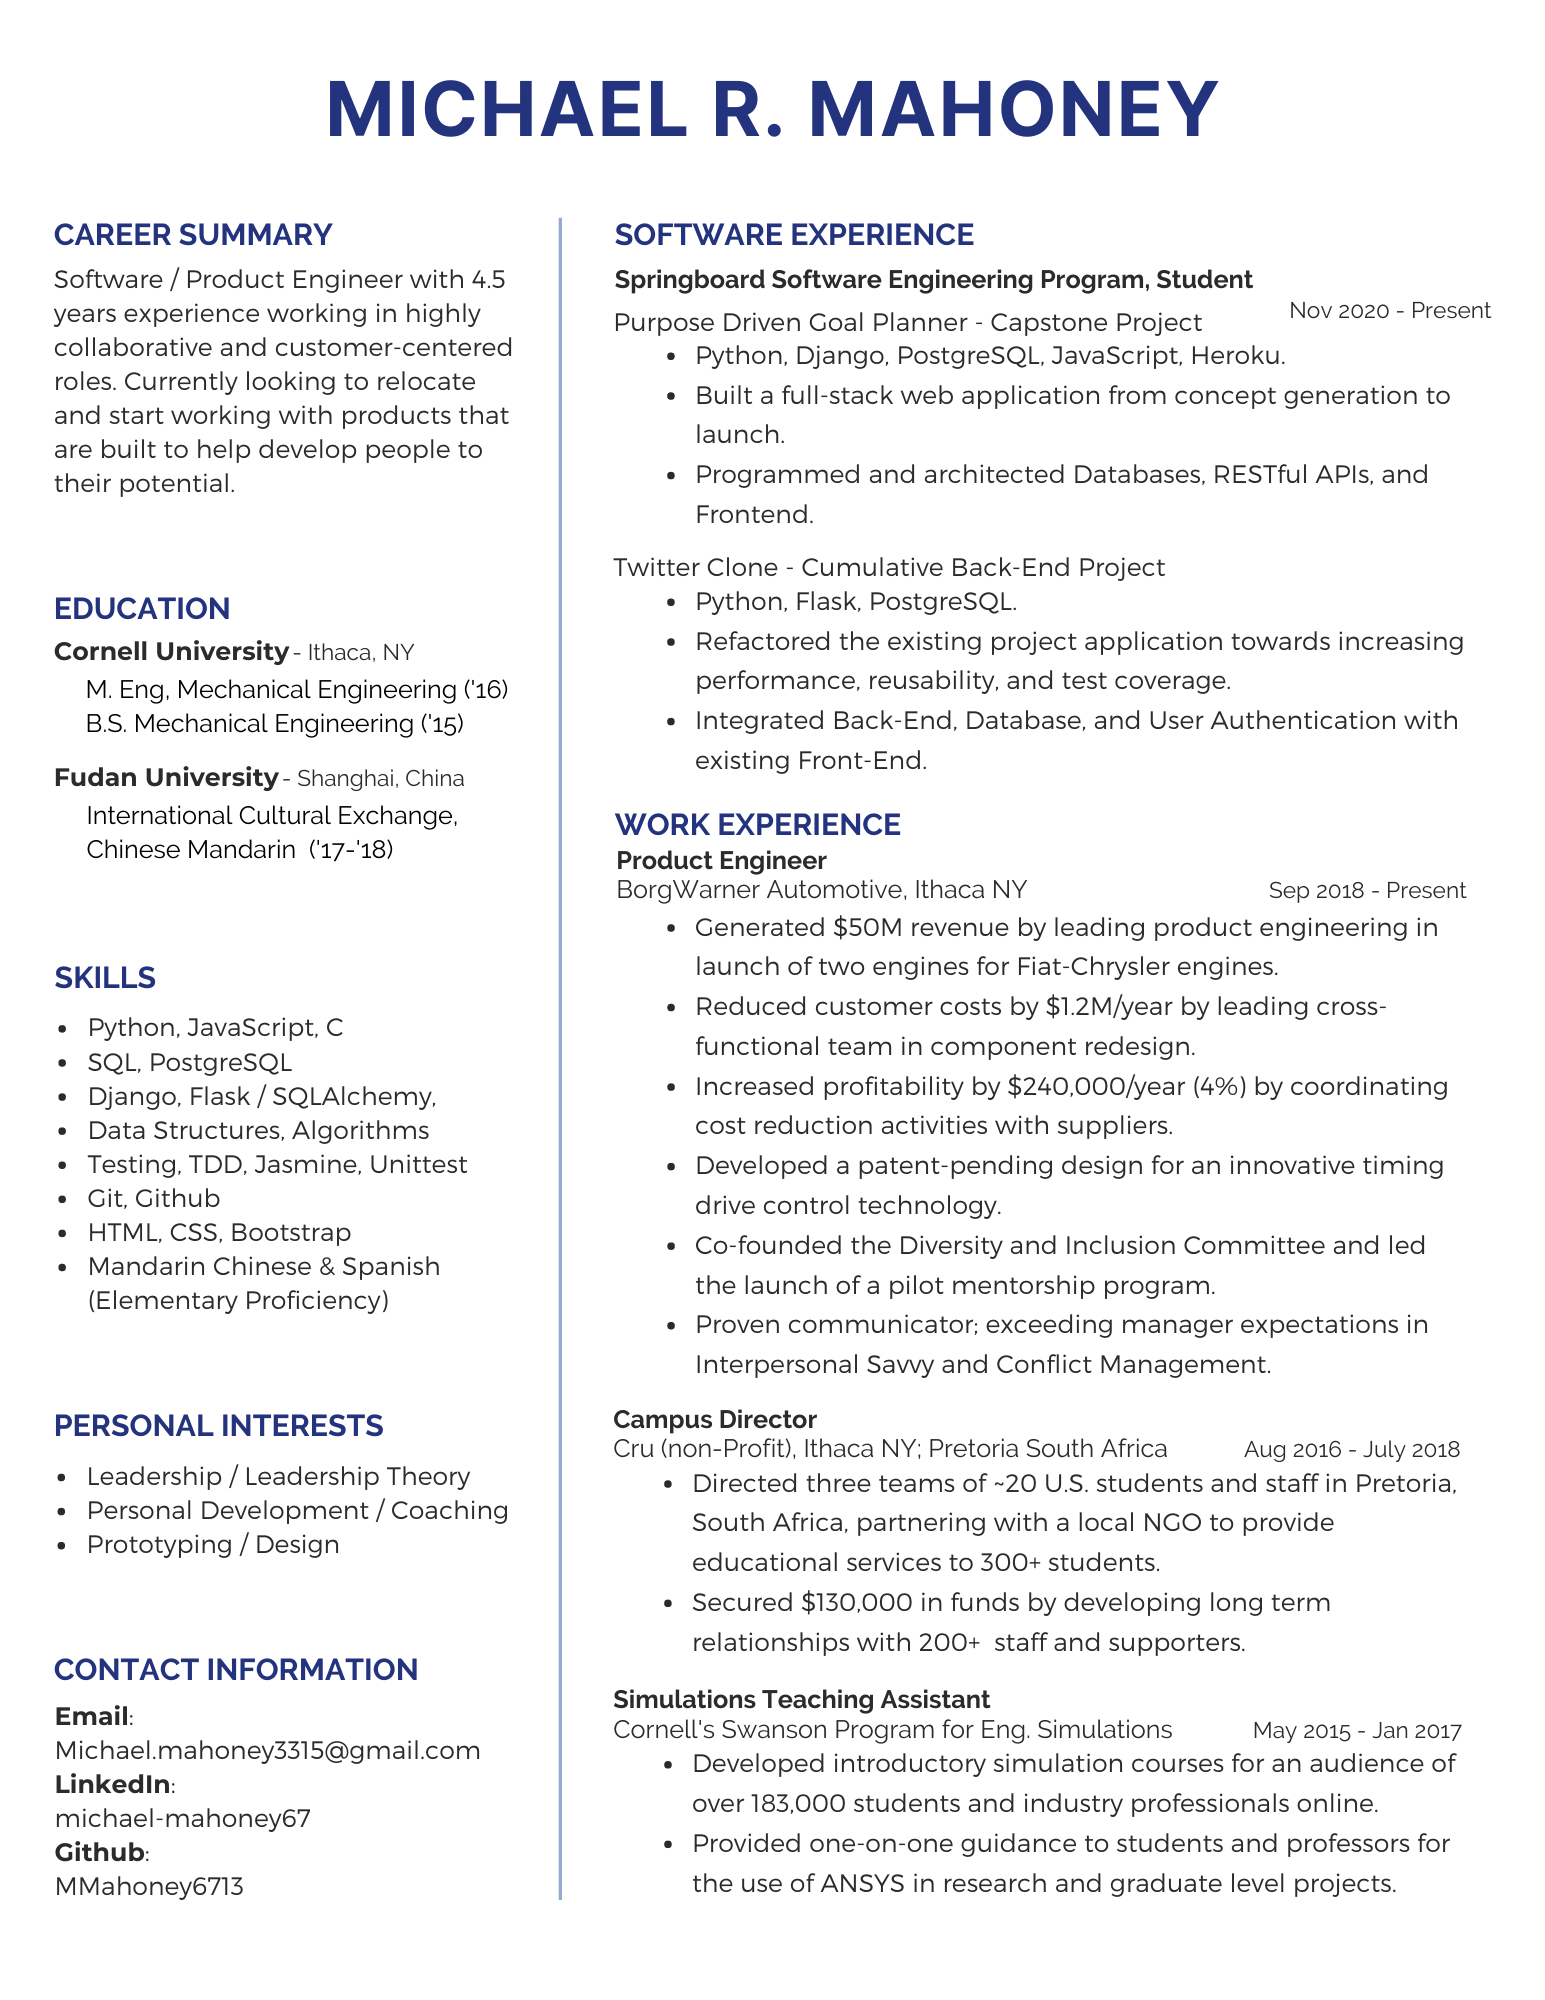 MICHAEL R. MAHONEY
CAREER SUMMARY
Software / Product Engineer with 4.5
years experience working in highly
collaborative and customer-centered
roles. Currently looking to relocate
and start working with products that
are built to help develop people to
their potential.
EDUCATION
Cornell University - Ithaca, NY
M. Eng, Mechanical Engineering ('16)
B.S. Mechanical Engineering ('15)
Fudan University - Shanghai, China
International Cultural Exchange,
Chinese Mandarin ('17-'18)
SKILLS
• Python, JavaScript, C
• SQL, PostgreSQL
• Django, Flask / SQLAlchemy,
• Data Structures, Algorithms
• Testing, TDD, Jasmine, Unittest
• Git, Github
• HTML, CSS, Bootstrap
• Mandarin Chinese & Spanish
(Elementary Proficiency)
PERSONAL INTERESTS
• Leadership / Leadership Theory
• Personal Development / Coaching
• Prototyping / Design
CONTACT INFORMATION
Email:
Michael.mahoney3315@gmail.com
LinkedIn:
michael-mahoney67
Github:
MMahoney6713
SOFTWARE EXPERIENCE
Springboard Software Engineering Program, Student
Nov 2020 - Present
Purpose Driven Goal Planner - Capstone Project
• Python, Django, PostgreSQL, JavaScript, Heroku.
• Built a full-stack web application from concept generation to
launch.
• Programmed and architected Databases, RESTful APIs, and
Frontend.
Twitter Clone - Cumulative Back-End Project
• Python, Flask, PostgreSQL.
• Refactored the existing project application towards increasing
performance, reusability, and test coverage.
• Integrated Back-End, Database, and User Authentication with
existing Front-End.
WORK EXPERIENCE
Product Engineer
BorgWarner Automotive, Ithaca NY Sep 2018 - Present
• Generated $50M revenue by leading product engineering in
launch of two engines for Fiat-Chrysler engines.
• Reduced customer costs by $1.2M/year by leading cross-
functional team in component redesign.
• Increased profitability by $240,000/year (4%) by coordinating
cost reduction activities with suppliers.
• Developed a patent-pending design for an innovative timing
drive control technology.
• Co-founded the Diversity and Inclusion Committee and led
the launch of a pilot mentorship program.
• Proven communicator; exceeding manager expectations in
Interpersonal Savvy and Conflict Management.
Campus Director
Cru (non-Profit), Ithaca NY; Pretoria South Africa Aug 2016 - July 2018
• Directed three teams of ~20 U.S. students and staff in Pretoria,
South Africa, partnering with a local NGO to provide
educational services to 300+ students.
• Secured $130,000 in funds by developing long term
relationships with 200+ staff and supporters.
Simulations Teaching Assistant
Cornell's Swanson Program for Eng. Simulations May 2015 - Jan 2017
• Developed introductory simulation courses for an audience of
over 183,000 students and industry professionals online.
• Provided one-on-one guidance to students and professors for
the use of ANSYS in research and graduate level projects.